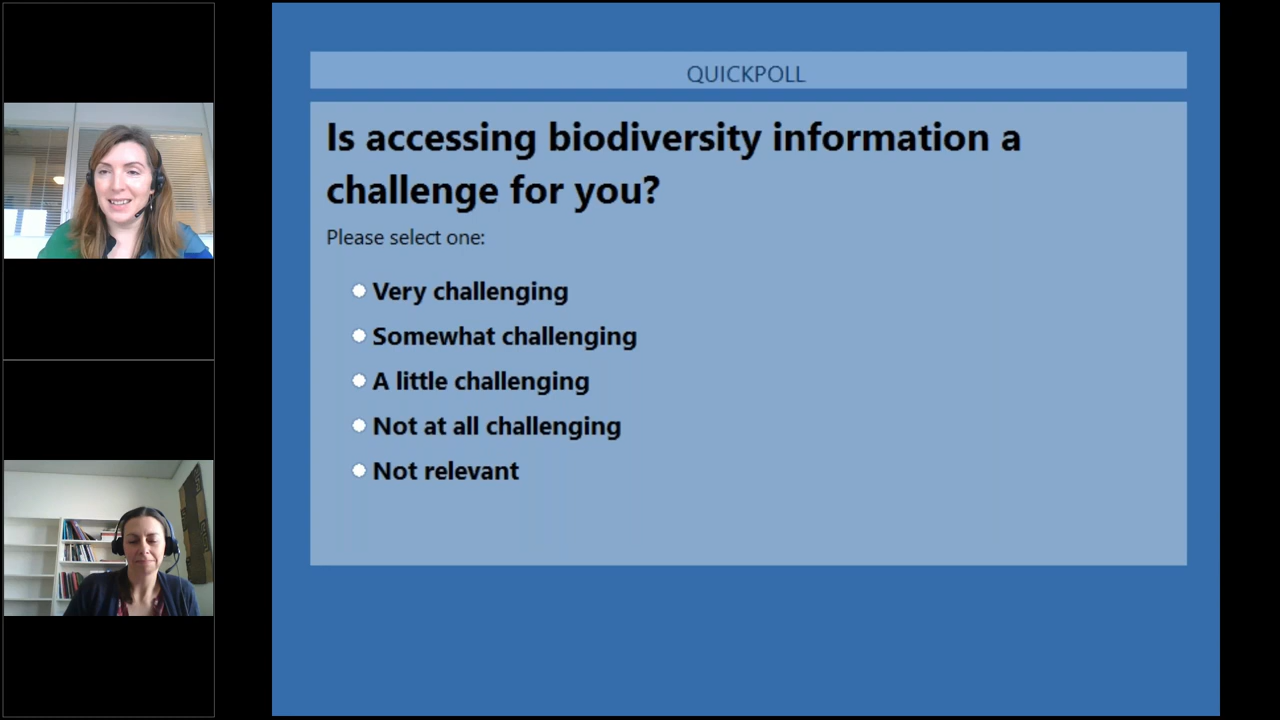 QUICKPOLL
Is accessing biodiversity information a
challenge for you?
Please select one:
Very challenging
Somewhat challenging
A little challenging
Not at all challenging
Not relevant